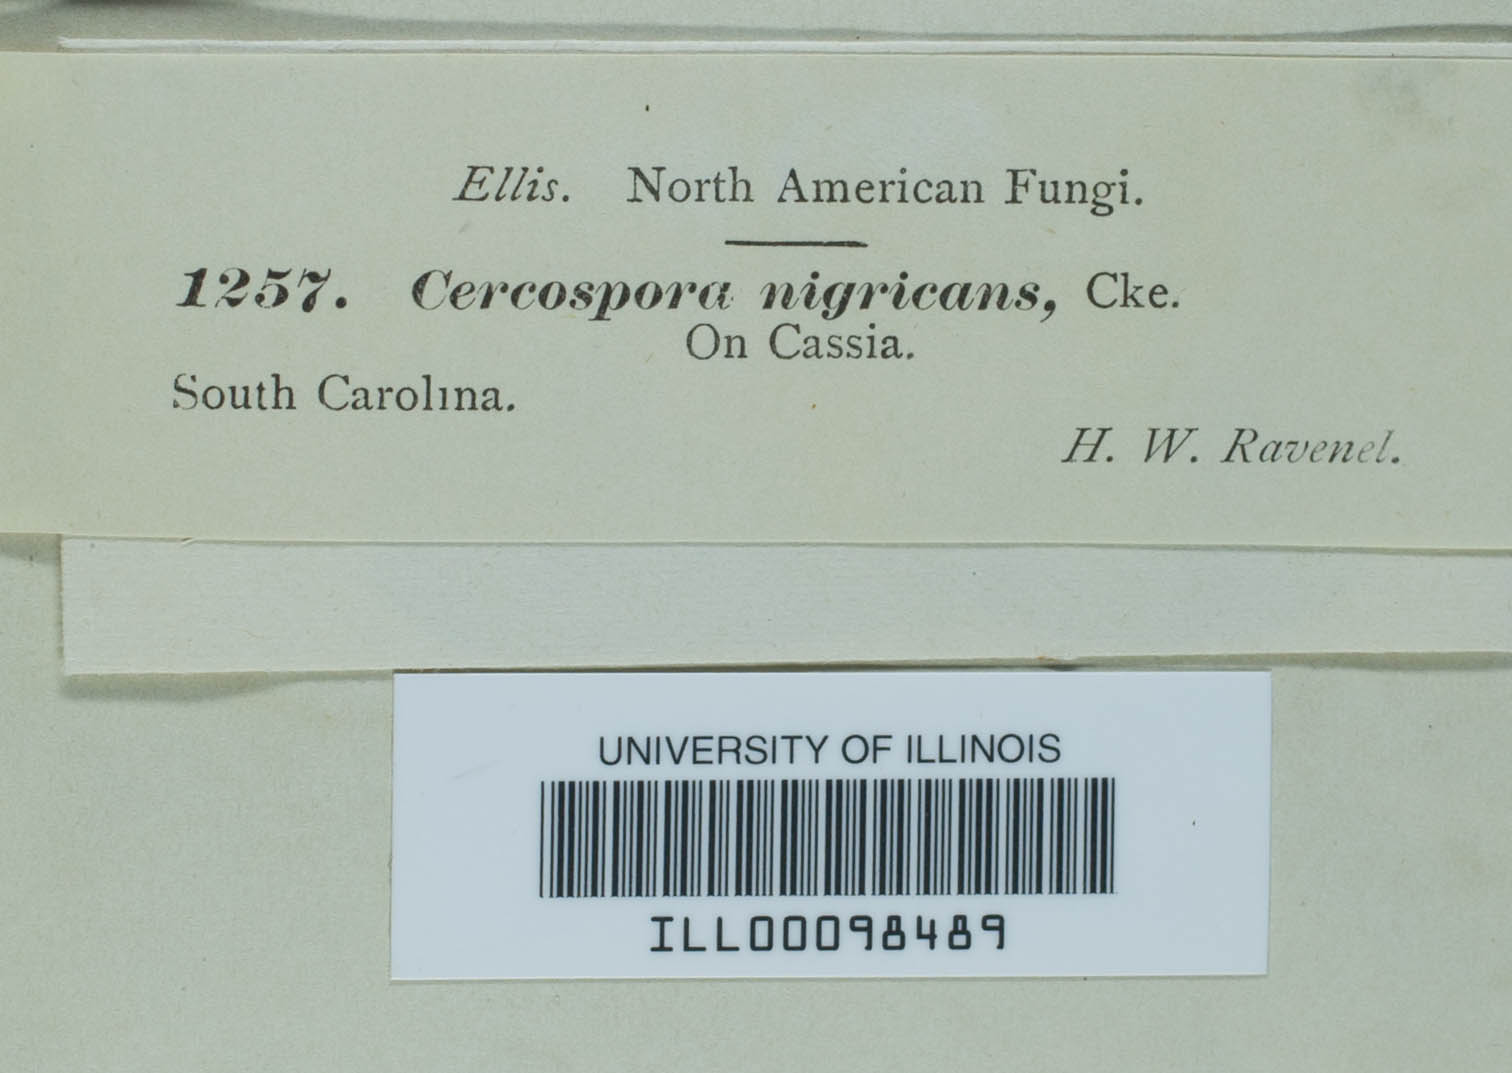 Ellis. North American Fungi.
1257. Cercospora nigricans, Cke.
On Cassia.
South Carolina.
H. W. Ravenel.
UNIVERSITY OF ILLINOIS
ILL00098489